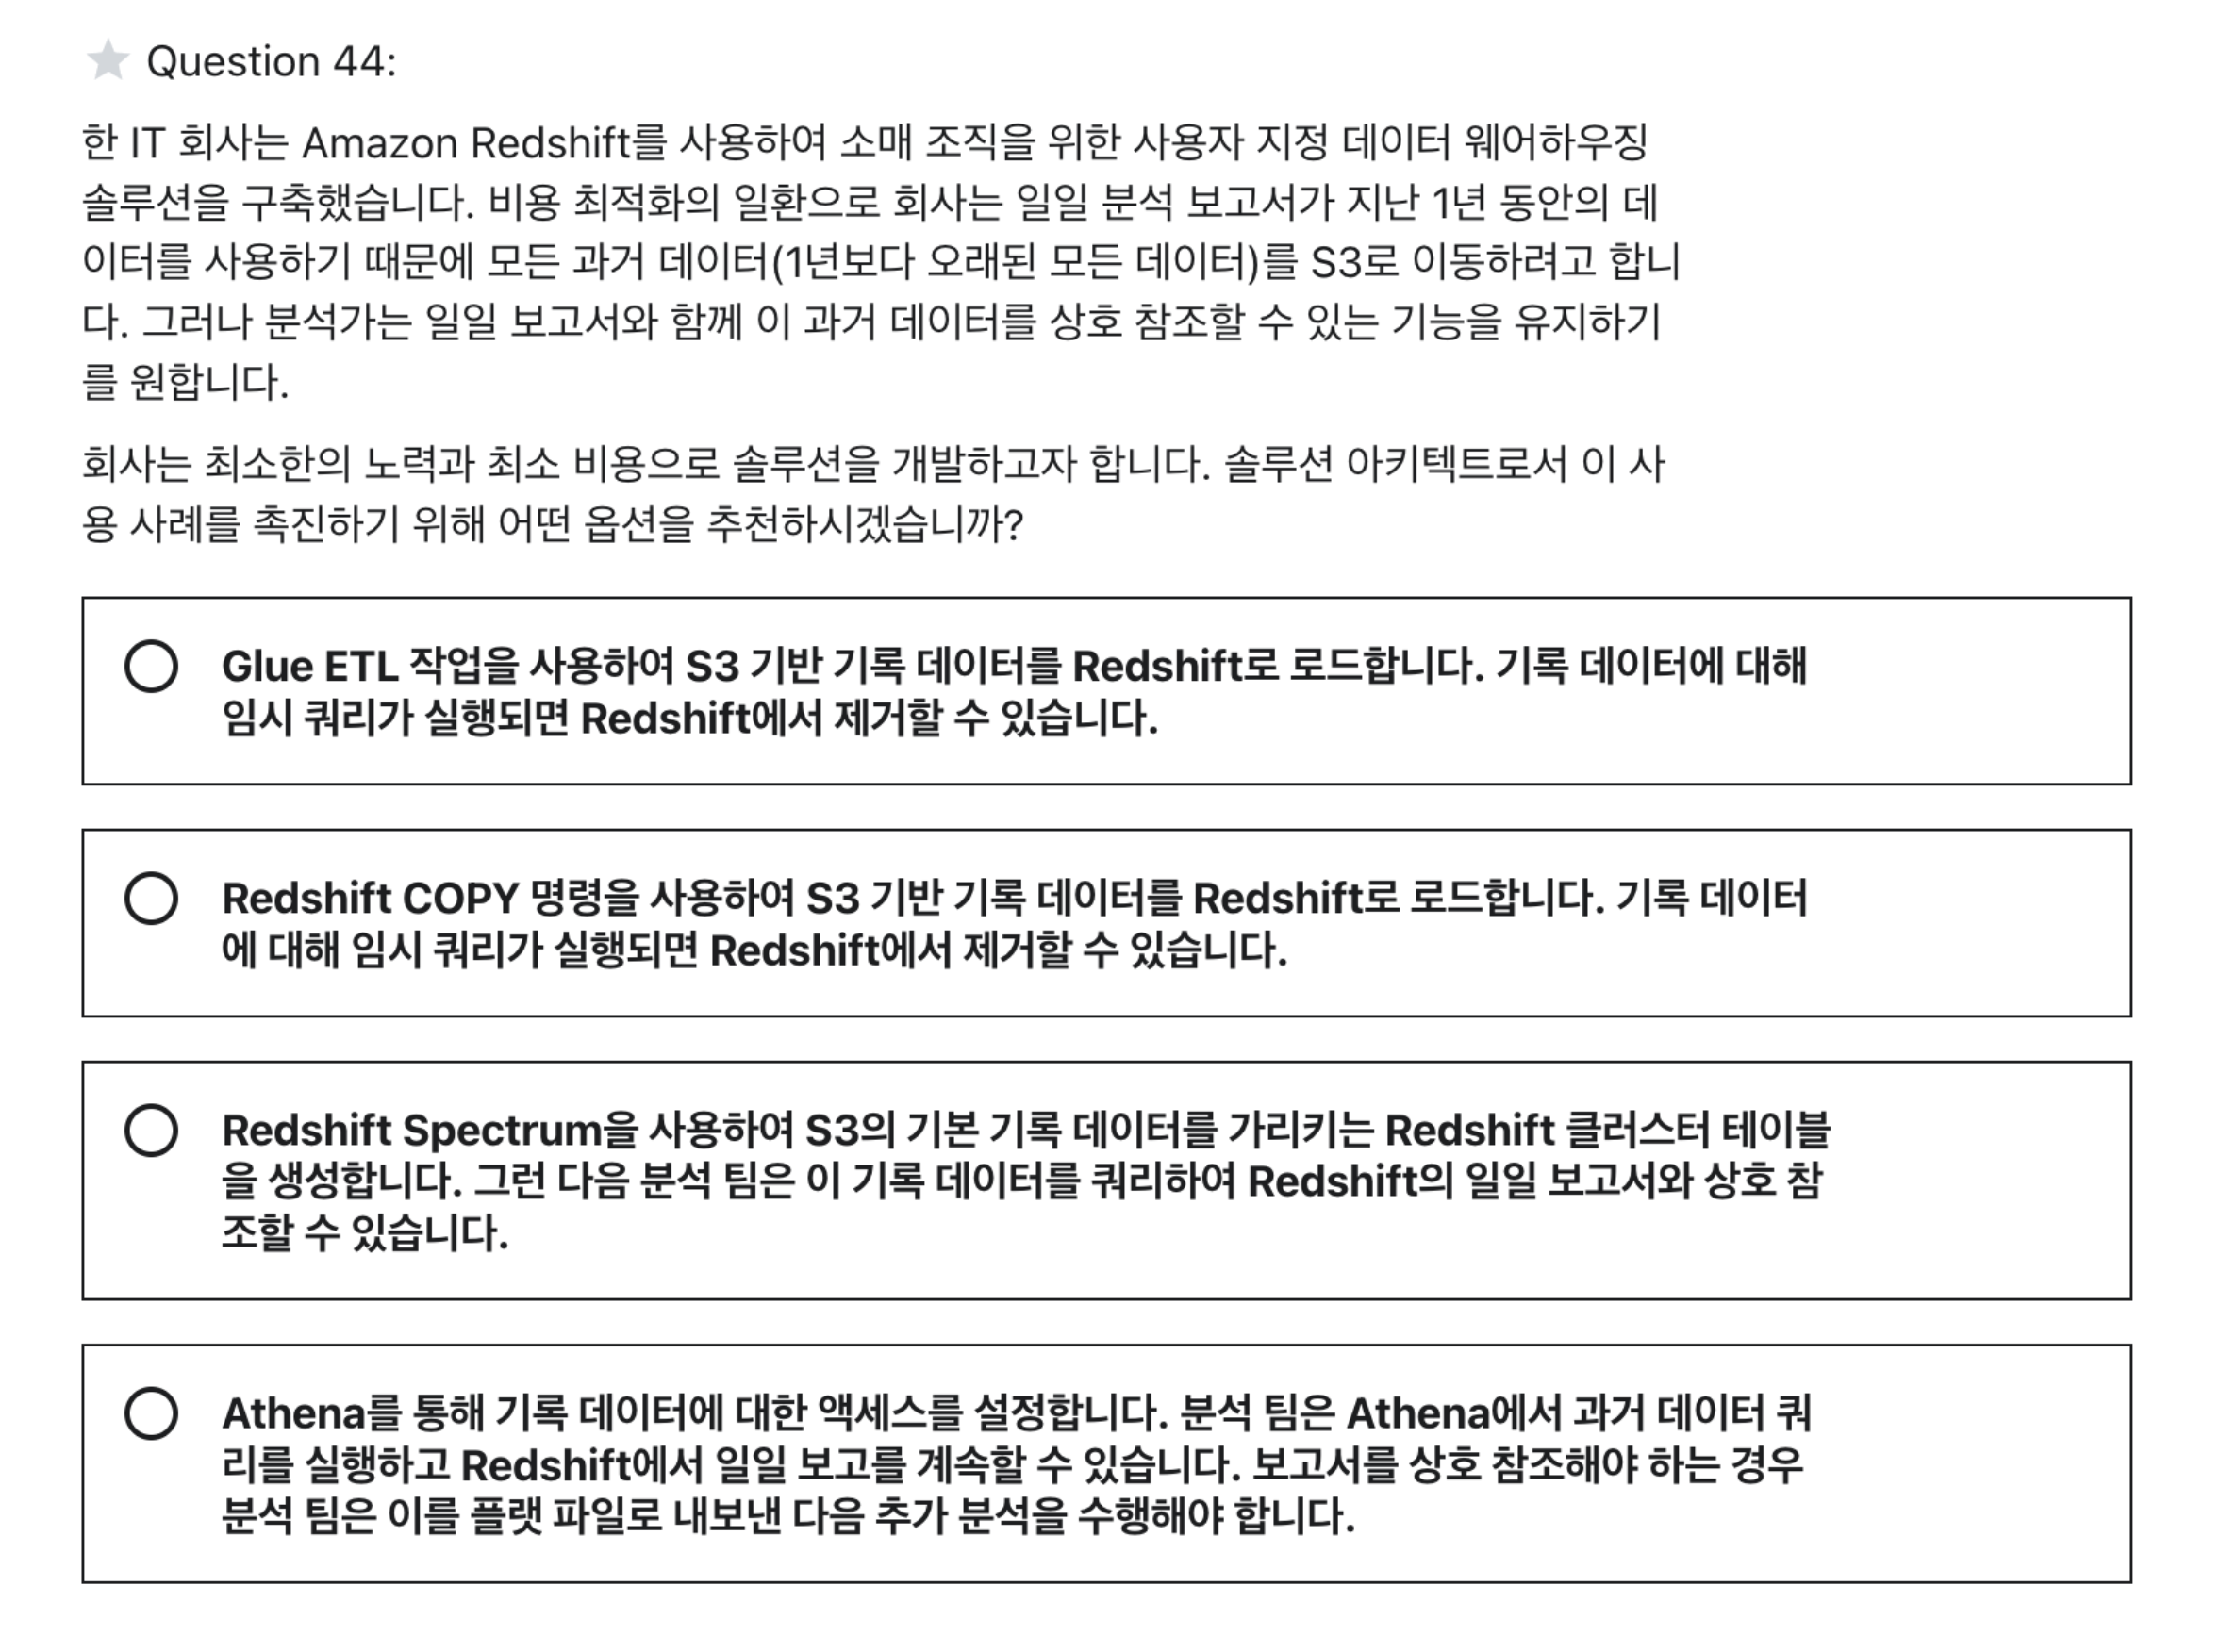 Question 44:
한 IT 회사는 Amazon Redshift를 사용하여 소매 조직을 위한 사용자 지정 데이터 웨어하우징
솔루션을 구축했습니다. 비용 최적화의 일환으로 회사는 일일 분석 보고서가 지난 1년 동안의 데
이터를 사용하기 때문에 모든 과거 데이터(1년보다 오래된 모든 데이터)를 S3로 이동하려고 합니
다. 그러나 분석가는 일일 보고서와 함께 이 과거 데이터를 상호 참조할 수 있는 기능을 유지하기
를 원합니다.
회사는 최소한의 노력과 최소 비용으로 솔루션을 개발하고자 합니다. 솔루션 아키텍트로서 이 사
용 사례를 촉진하기 위해 어떤 옵션을 추천하시겠습니까?
Glue ETL 작업을 사용하여 S3 기반 기록 데이터를 Redshift로 로드합니다. 기록 데이터에 대해
임시 쿼리가 실행되면 Redshift에서 제거할 수 있습니다.
Redshift COPY 명령을 사용하여 S3 기반 기록 데이터를 Redshift로 로드합니다. 기록 데이터
에 대해 임시 쿼리가 실행되면 Redshift에서 제거할 수 있습니다.
Redshift Spectrum을 사용하여 S3의 기본 기록 데이터를 가리키는 Redshift 클러스터 테이블
을 생성합니다. 그런 다음 분석 팀은 이 기록 데이터를 쿼리하여 Redshift의 일일 보고서와 상호 참
조할 수 있습니다.
Athena를 통해 기록 데이터에 대한 액세스를 설정합니다. 분석 팀은 Athena에서 과거 데이터 쿼
리를 실행하고 Redshift에서 일일 보고를 계속할 수 있습니다. 보고서를 상호 참조해야 하는 경우
분석 팀은 이를 플랫 파일로 내보낸 다음 추가 분석을 수행해야 합니다.